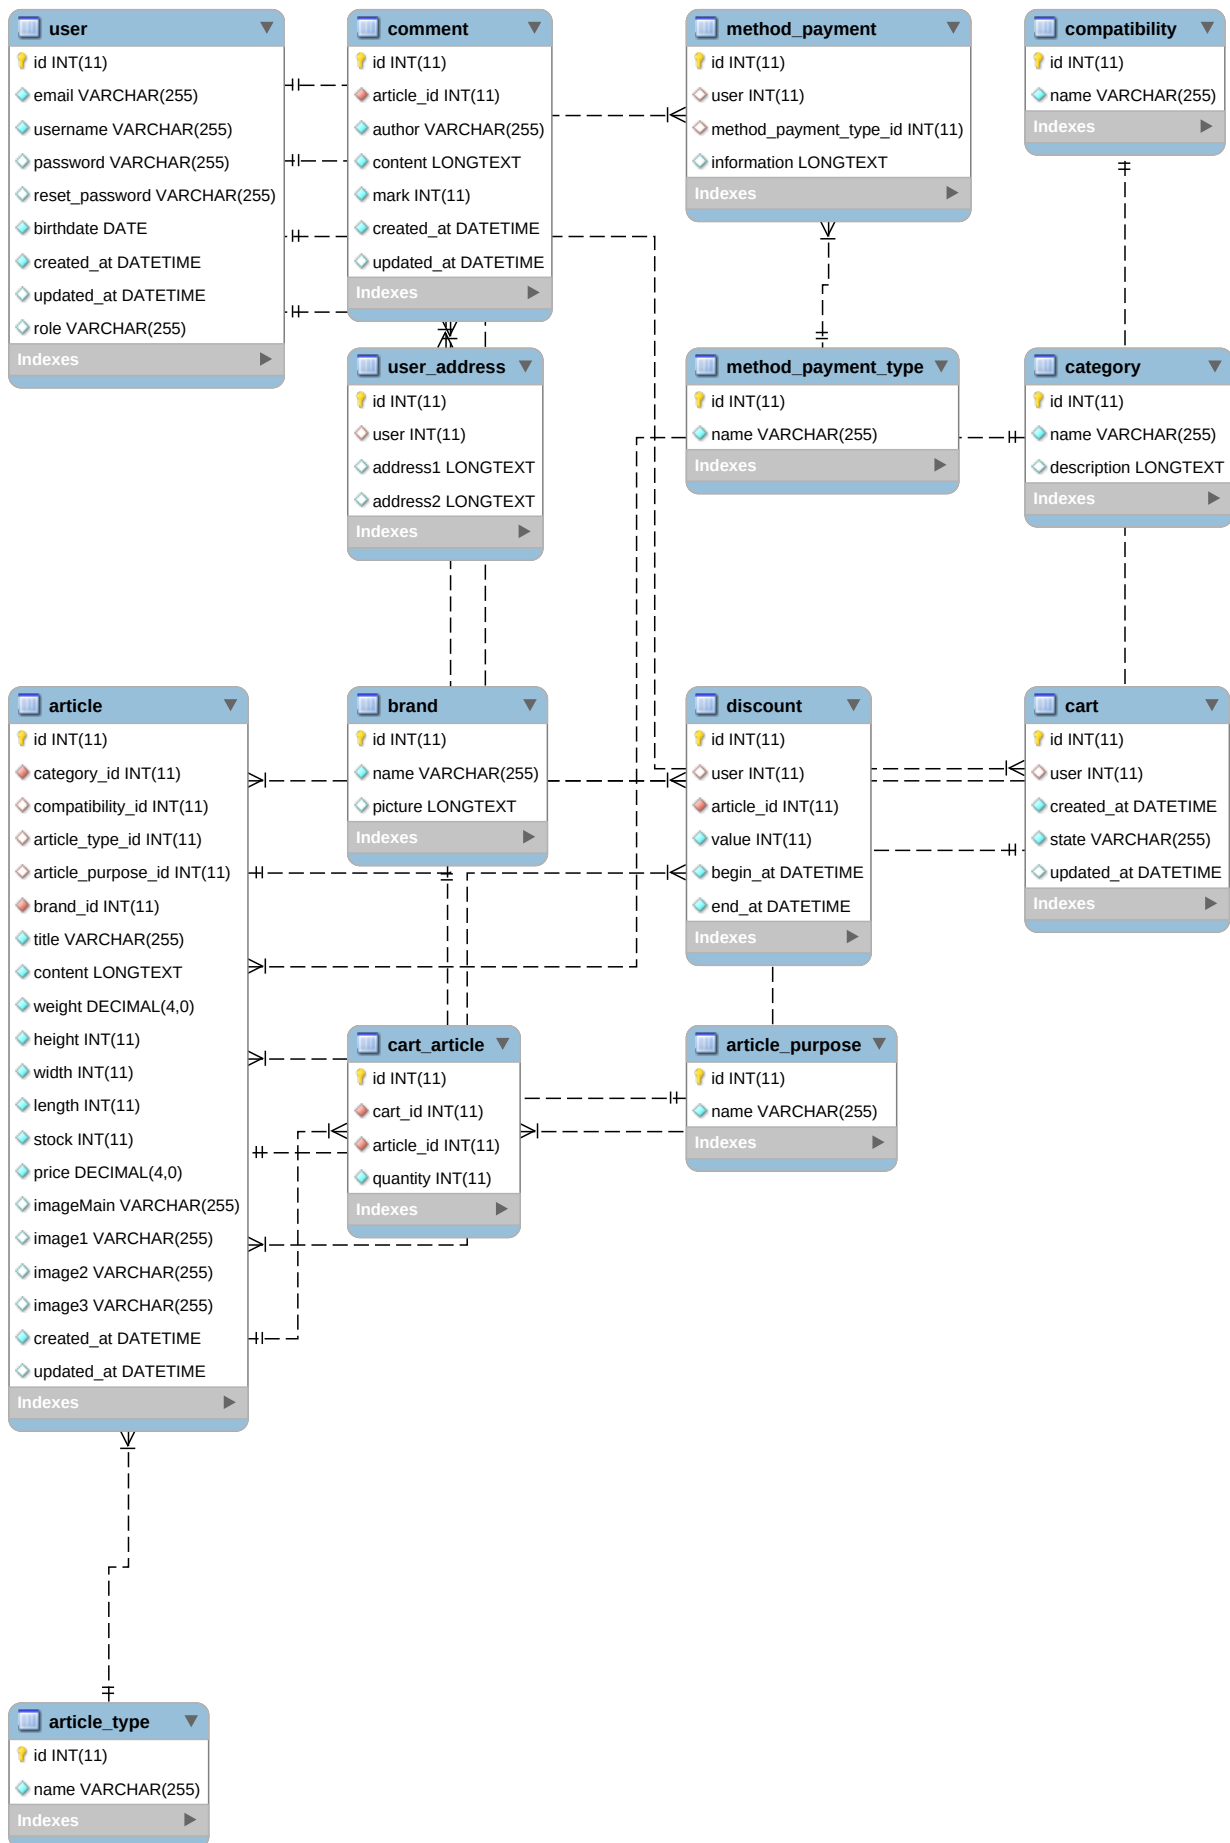 user
id INT(11)
email VARCHAR(255)
username VARCHAR(255)
password VARCHAR(255)
reset_password VARCHAR(255)
birthdate DATE
created_at DATETIME
updated_at DATETIME
role VARCHAR(255)
Indexes
comment
id INT(11)
article_id INT(11)
author VARCHAR(255)
content LONGTEXT
mark INT(11)
created_at DATETIME
updated_at DATETIME
Indexes
method_payment
id INT(11)
user INT(11)
method_payment_type_id INT(11)
information LONGTEXT
Indexes
compatibility
id INT(11)
name VARCHAR(255)
Indexes
user_address
id INT(11)
user INT(11)
address1 LONGTEXT
address2 LONGTEXT
Indexes
method_payment_type
id INT(11)
name VARCHAR(255)
Indexes
category
id INT(11)
name VARCHAR(255)
description LONGTEXT
Indexes
article
id INT(11)
category_id INT(11)
compatibility_id INT(11)
article_type_id INT(11)
article_purpose_id INT(11)
brand_id INT(11)
title VARCHAR(255)
content LONGTEXT
weight DECIMAL(4,0)
height INT(11)
width INT(11)
length INT(11)
stock INT(11)
price DECIMAL(4,0)
imageMain VARCHAR(255)
image1 VARCHAR(255)
image2 VARCHAR(255)
image3 VARCHAR(255)
created_at DATETIME
updated_at DATETIME
Indexes
brand
id INT(11)
name VARCHAR(255)
picture LONGTEXT
Indexes
discount
id INT(11)
user INT(11)
article_id INT(11)
value INT(11)
begin_at DATETIME
end_at DATETIME
Indexes
cart
id INT(11)
user INT(11)
created_at DATETIME
state VARCHAR(255)
updated_at DATETIME
Indexes
cart_article
id INT(11)
cart_id INT(11)
article_id INT(11)
quantity INT(11)
Indexes
article_purpose
id INT(11)
name VARCHAR(255)
Indexes
article_type
id INT(11)
name VARCHAR(255)
Indexes